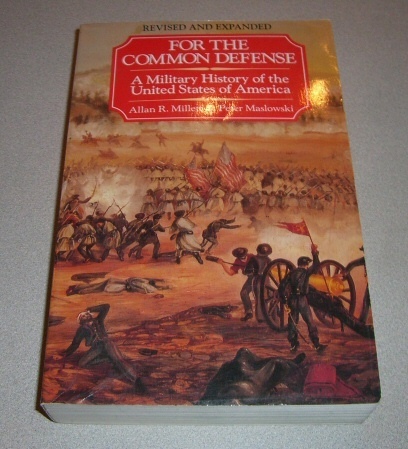 REVISED AND EXPANDED
FOR THE
COMMON DEFENSE
A Military History of the
United States of America
Allan R. Millett Peter Maslowski